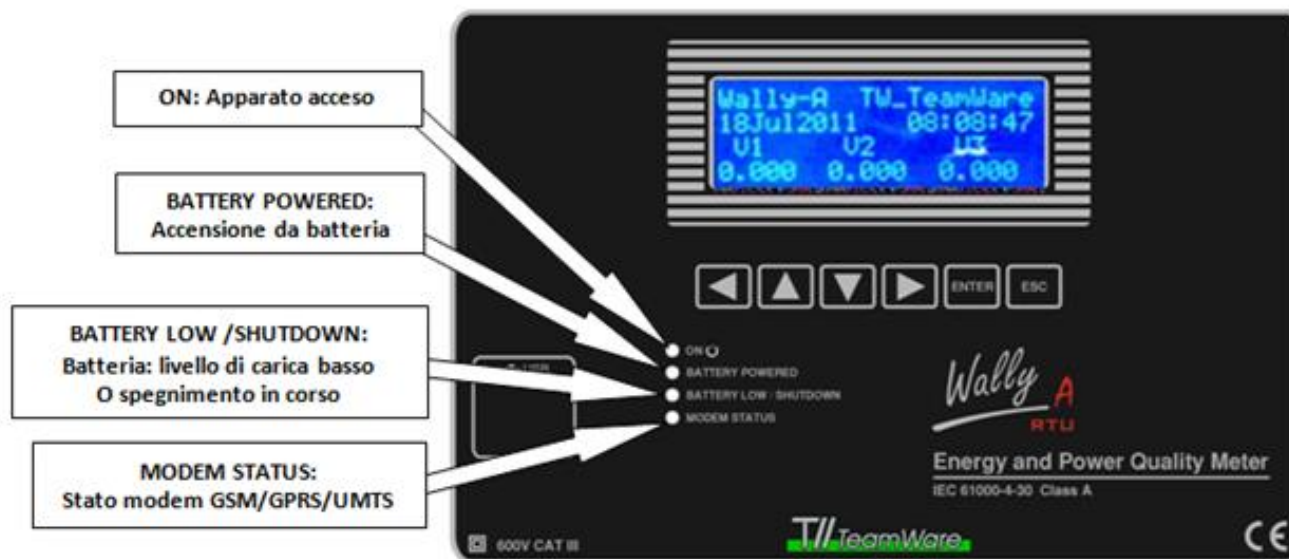 ON: Apparato acceso
BATTERY POWERED:
Accensione da batteria
BATTERY LOW /SHUTDOWN:
Batteria: livello di carica basso
O spegnimento in corso
MODEM STATUS:
Stato modem GSM/GPRS/UMTS
Wally-A TW_TeamWare
18Jul2011 08:08:47
V1 V2 V3
0.000 0.000 0.000
ENTER ESC
ON
BATTERY POWERED
BATTERY LOW / SHUTDOWN
MODEM STATUS
Wally A
RTU
Energy and Power Quality Meter
IEC 61000-4-30 Class A
600V CAT III
TW TeamWare
CE